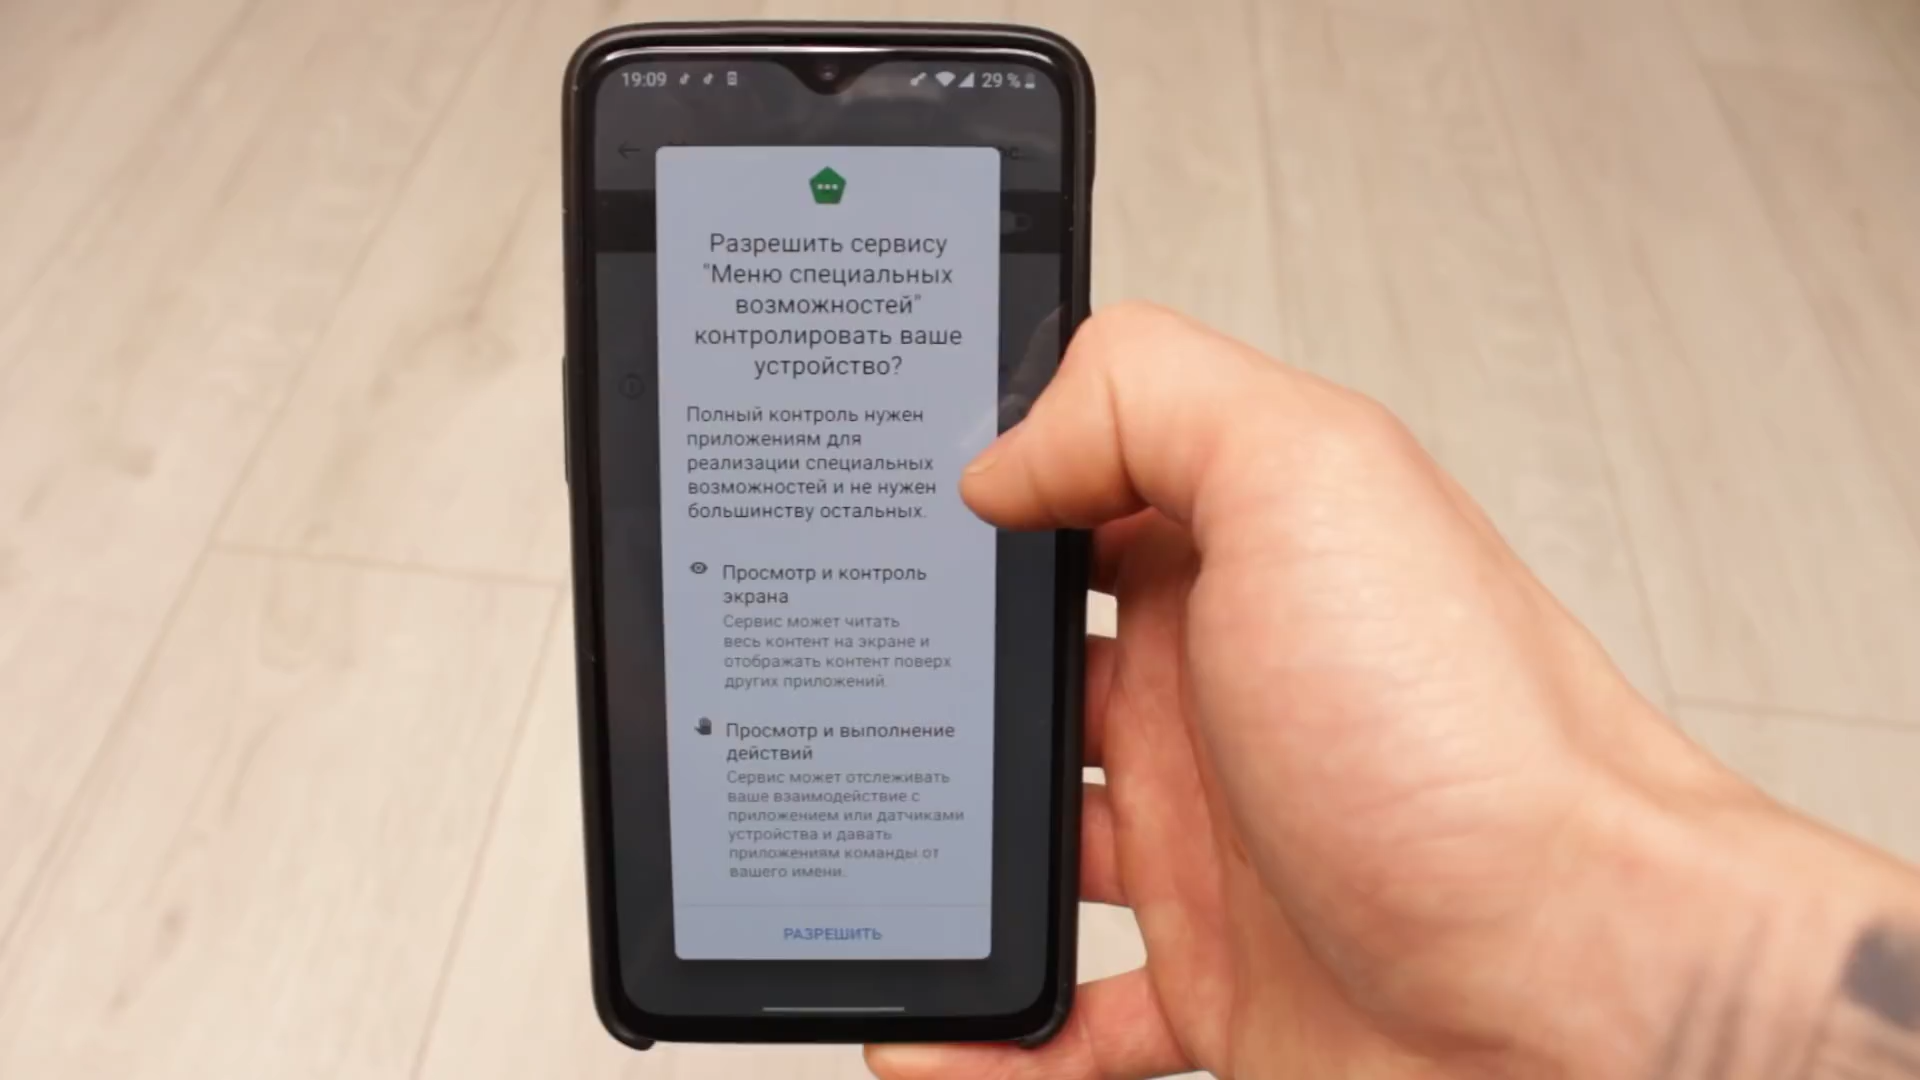 19:09
29 %
Разрешить сервису
"Меню специальных
возможностей"
контролировать ваше
устройство?
Полный контроль нужен
приложениям для
реализации специальных
возможностей и не нужен
большинству остальных.
Просмотр и контроль
экрана
Сервис может читать
весь контент на экране и
отображать контент поверх
других приложений.
Просмотр и выполнение
действий
Сервис может отслеживать
ваше взаимодействие с
приложением или датчиками
устройства и давать
приложениям команды от
вашего имени.
РАЗРЕШИТЬ